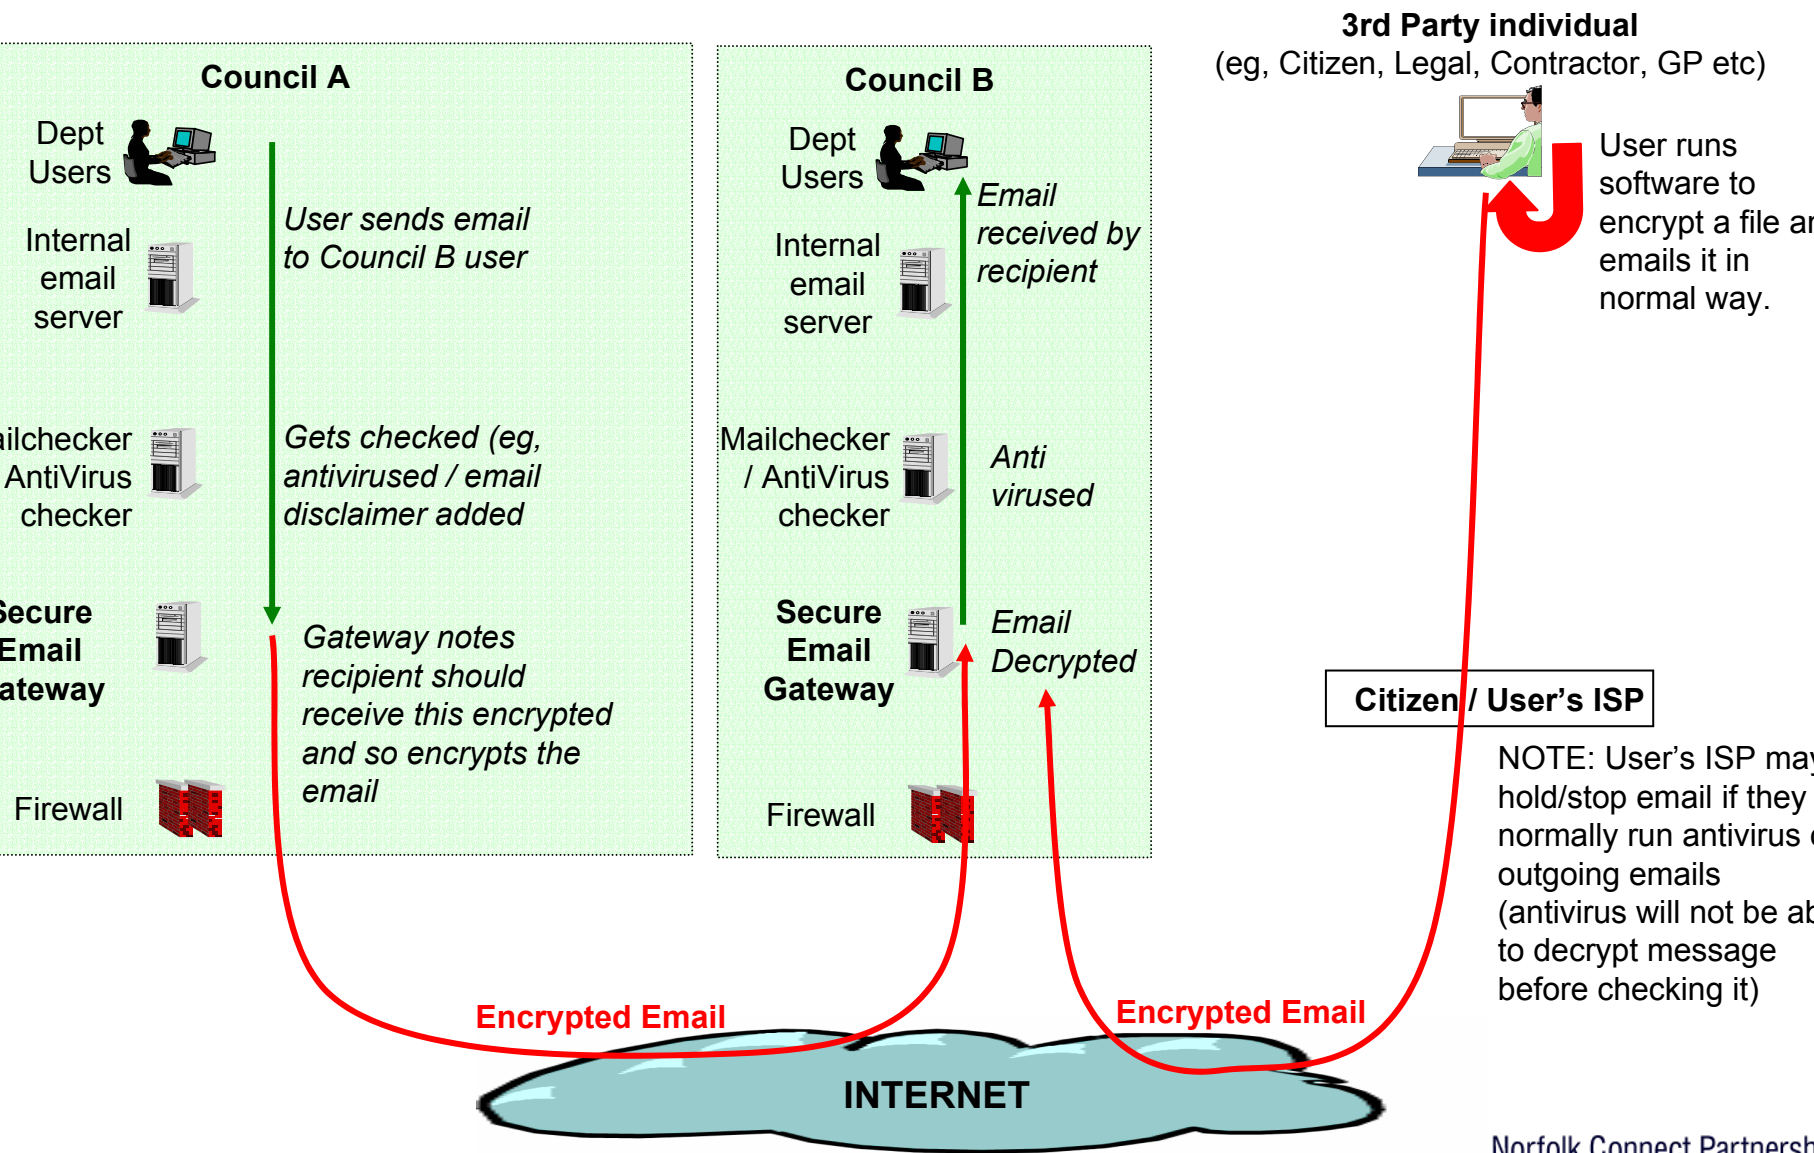 Council A
Dept
Users
Internal
email
server
ailchecker
AntiVirus
checker
Secure
Email
ateway
Firewall
User sends email
to Council B user
Gets checked (eg,
antivirused / email
disclaimer added
Gateway notes
recipient should
receive this encrypted
and so encrypts the
email
Council B
Dept
Users
Internal
email
server
Mailchecker
/ AntiVirus
checker
Secure
Email
Gateway
Firewall
Email
received by
recipient
Anti
virused
Email
Decrypted
3rd Party individual
(eg, Citizen, Legal, Contractor, GP etc)
User runs
software to
encrypt a file an
emails it in
normal way.
Citizen / User's ISP
NOTE: User's ISP may
hold/stop email if they
normally run antivirus
outgoing emails
(antivirus will not be ab
to decrypt message
before checking it)
Encrypted Email
Encrypted Email
INTERNET
Norfolk Connect Partnersh